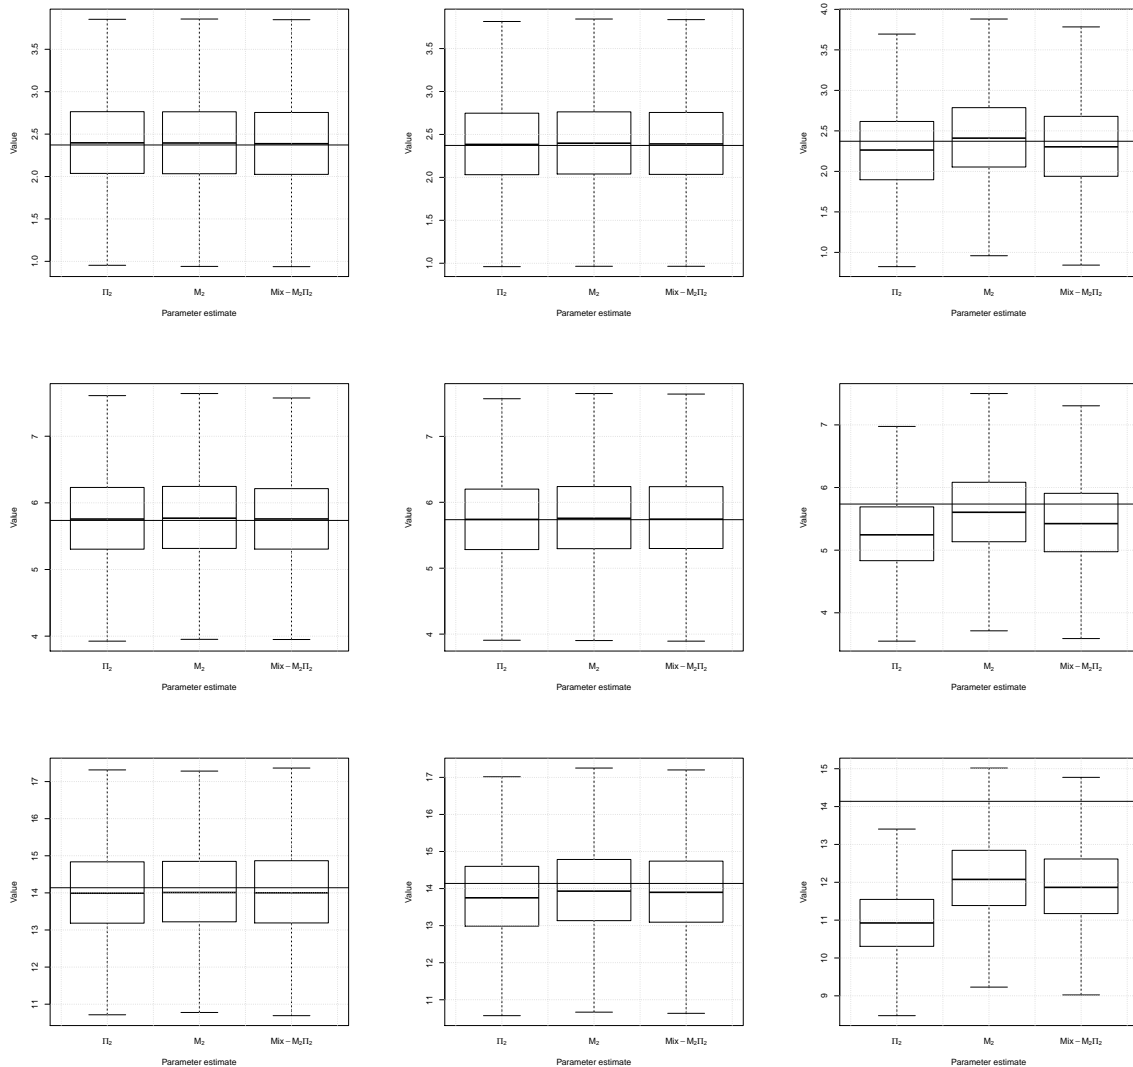 Value
3.5
3.0
2.5
2.0
1.5
1.0
Π₂ M₂ Mix − M₂Π₂
Parameter estimate
Value
3.5
3.0
2.5
2.0
1.5
1.0
Π₂ M₂ Mix − M₂Π₂
Parameter estimate
Value
4.0
3.5
3.0
2.5
2.0
1.5
1.0
Π₂ M₂ Mix − M₂Π₂
Parameter estimate
Value
7
6
5
4
Π₂ M₂ Mix − M₂Π₂
Parameter estimate
Value
7
6
5
4
Π₂ M₂ Mix − M₂Π₂
Parameter estimate
Value
7
6
5
4
Π₂ M₂ Mix − M₂Π₂
Parameter estimate
Value
17
16
15
14
13
12
11
Π₂ M₂ Mix − M₂Π₂
Parameter estimate
Value
17
16
15
14
13
12
11
Π₂ M₂ Mix − M₂Π₂
Parameter estimate
Value
15
14
13
12
11
10
9
Π₂ M₂ Mix − M₂Π₂
Parameter estimate